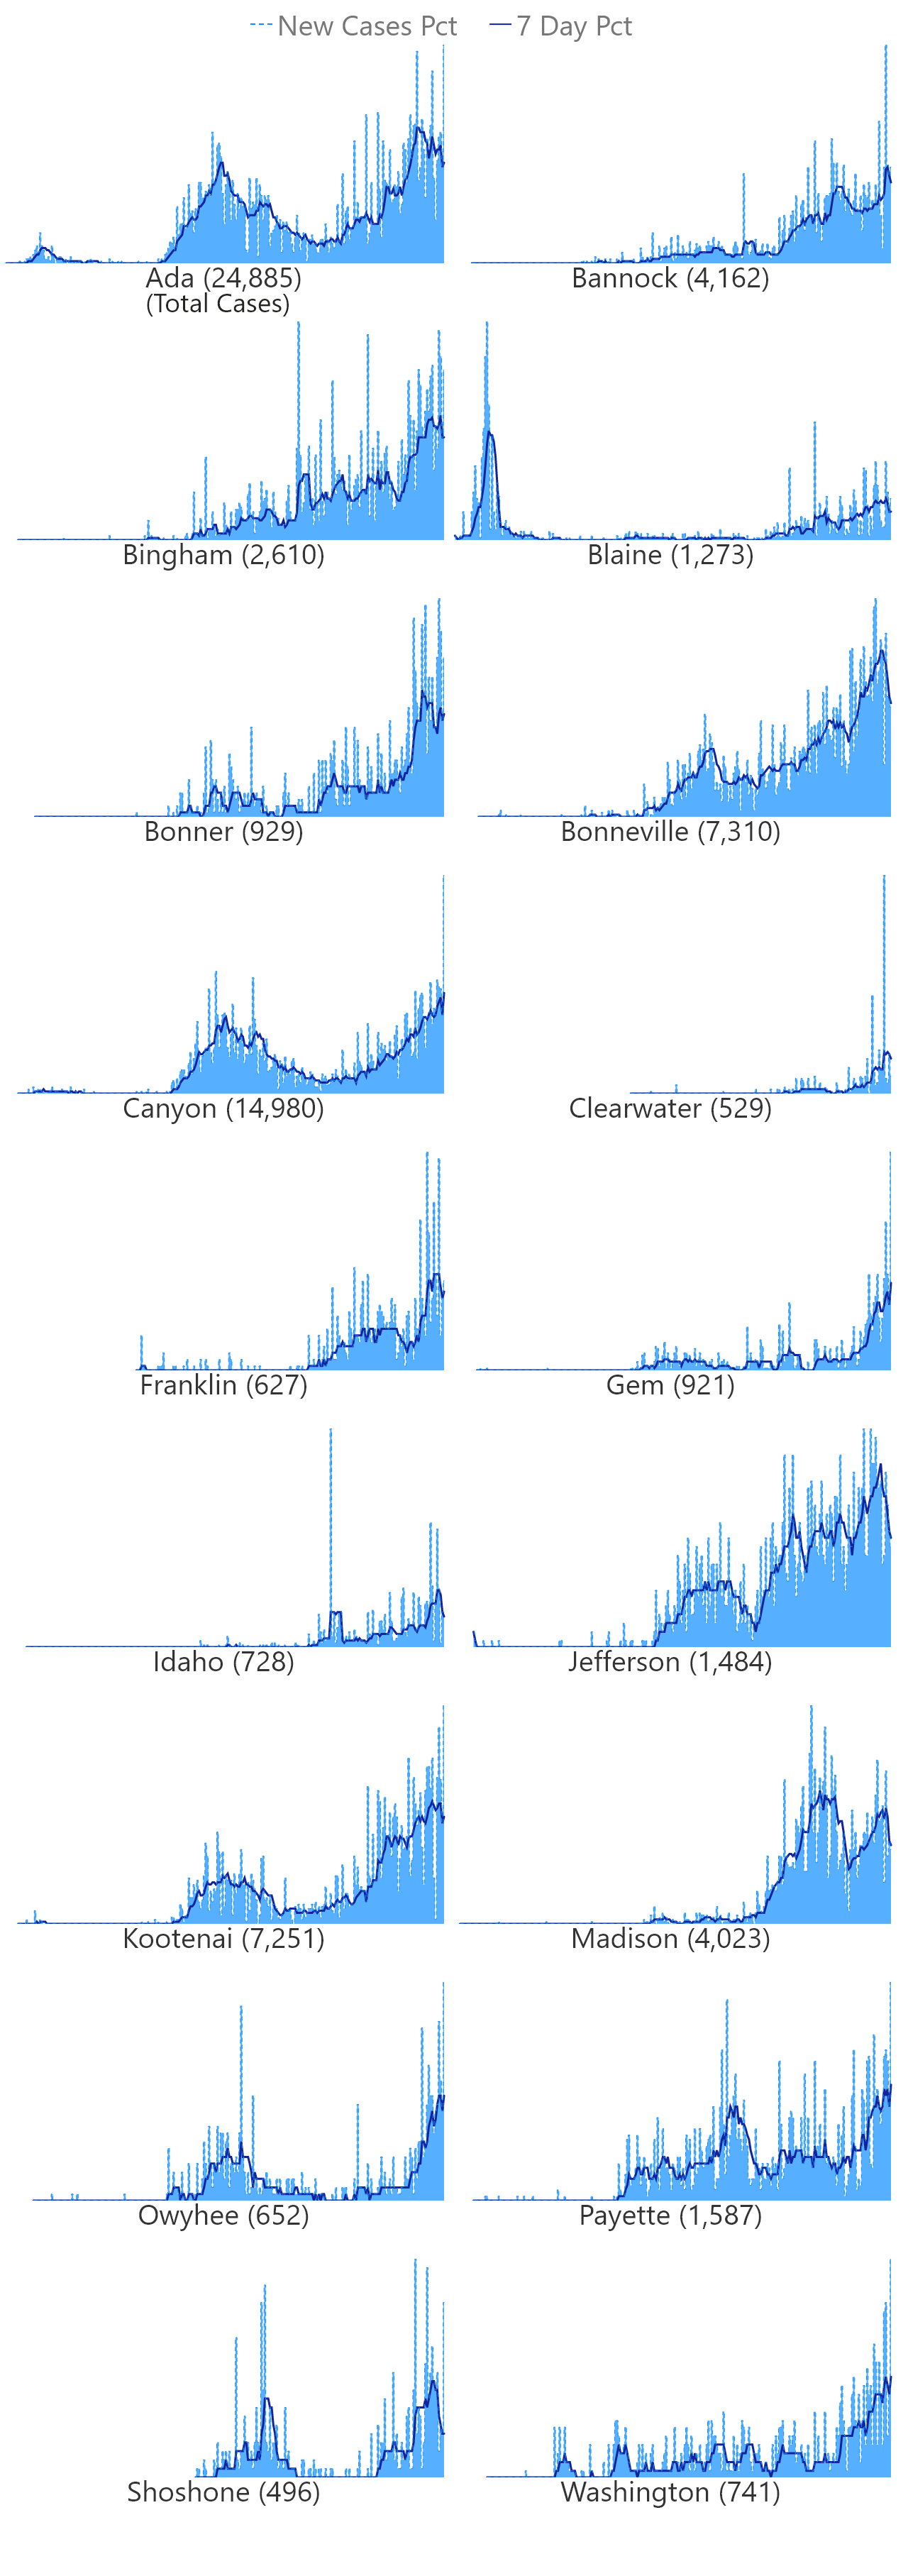 New Cases Pct 7 Day Pct
Ada (24,885) Bannock (4,162)
(Total Cases)
Bingham (2,610) Blaine (1,273)
Bonner (929) Bonneville (7,310)
Canyon (14,980) Clearwater (529)
Franklin (627) Gem (921)
Idaho (728) Jefferson (1,484)
Kootenai (7,251) Madison (4,023)
Owyhee (652) Payette (1,587)
Shoshone (496) Washington (741)